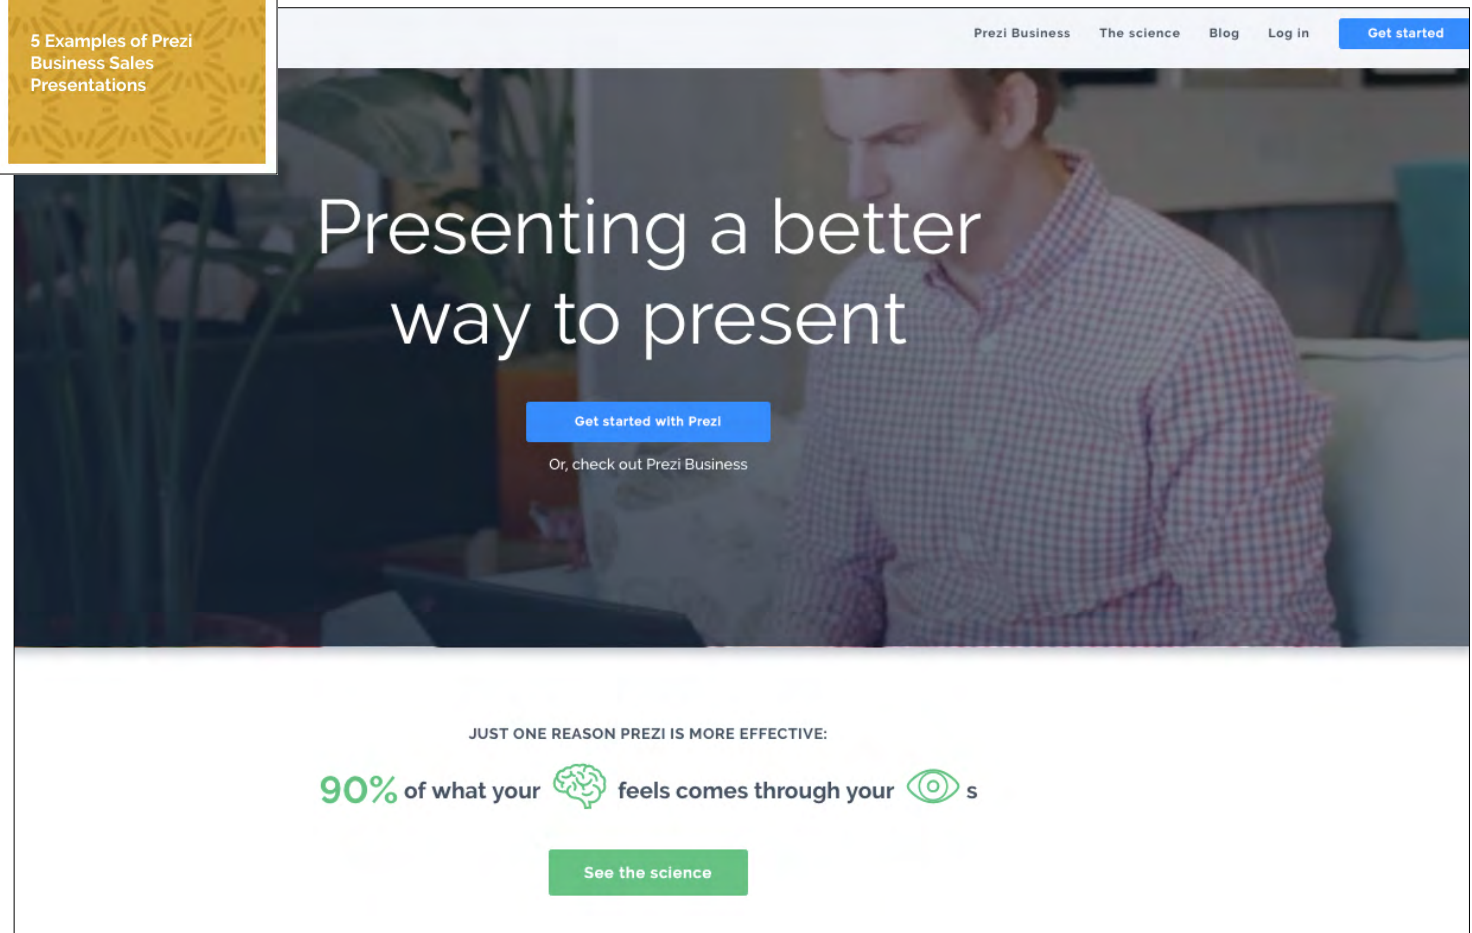 5 Examples of Prezi
Business Sales
Presentations
Prezi Business The science Blog Log in Get started
Presenting a better
way to present
Get started with Prezi
Or, check out Prezi Business
JUST ONE REASON PREZI IS MORE EFFECTIVE:
90% of what your feels comes through your s
See the science